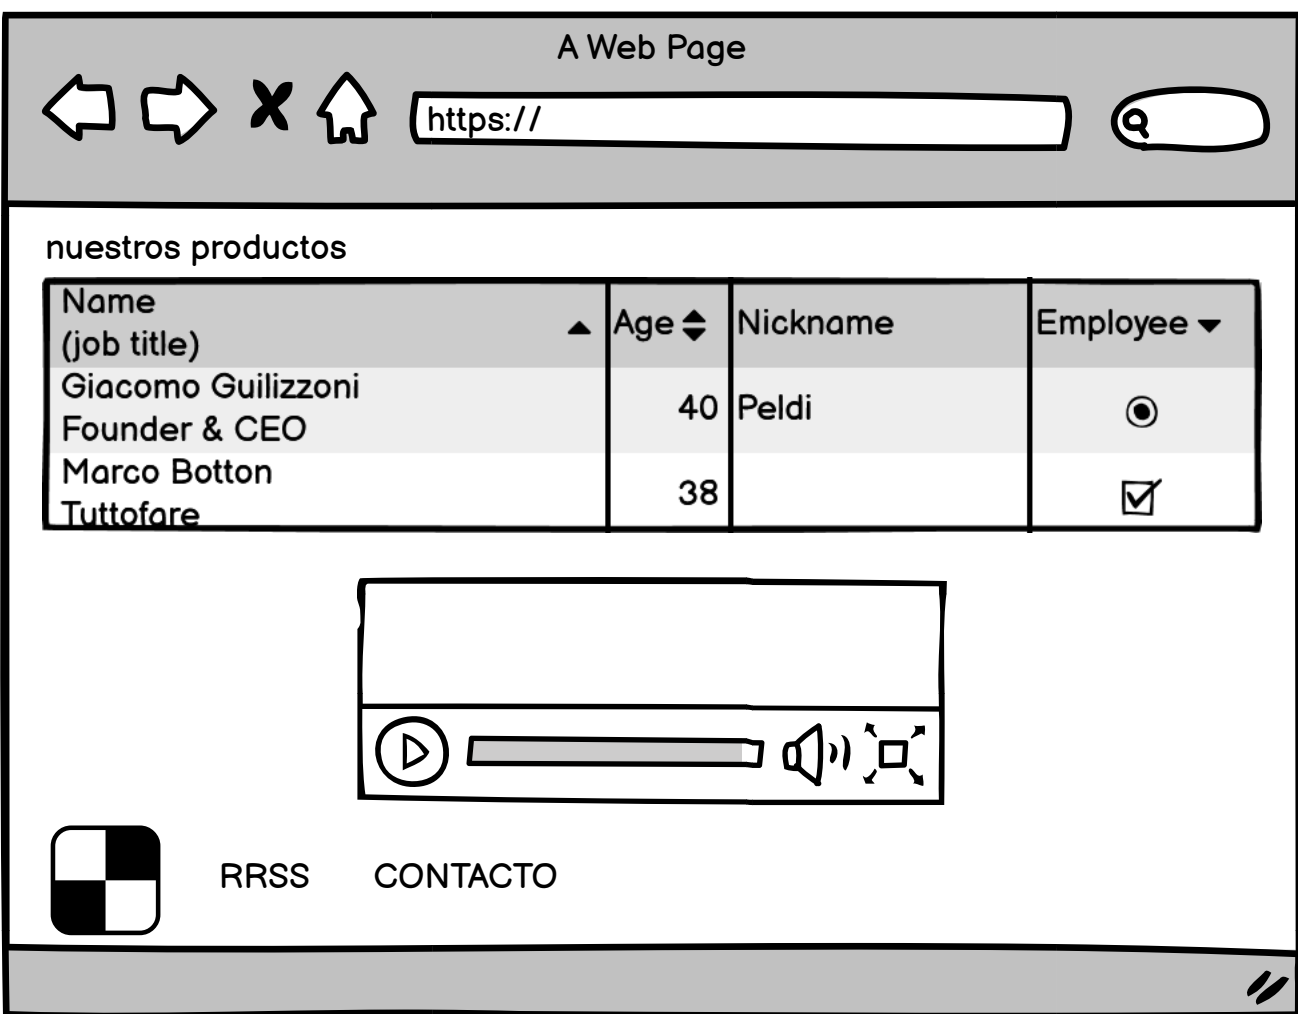 A Web Page
https://
nuestros productos
Name
(job title)
Age
Nickname
Employee
Giacomo Guilizzoni
Founder & CEO
40
Peldi
Marco Botton
Tuttofare
38
RRSS
CONTACTO